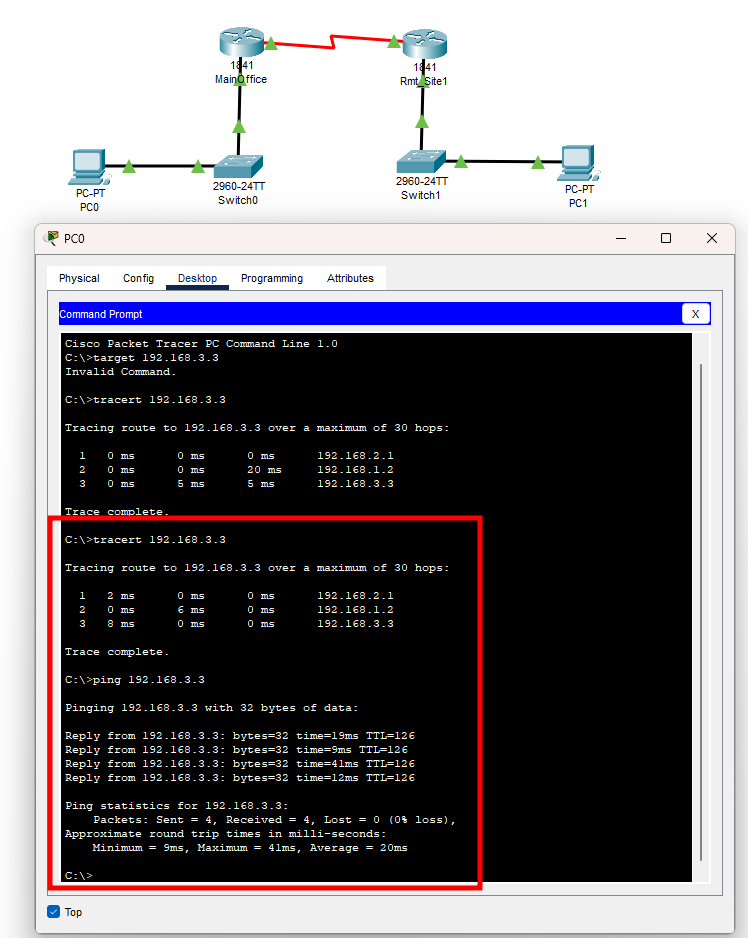 1841
MainOffice
1841
Rmt_Site1
2960-24TT
Switch0
2960-24TT
Switch1
PC-PT
PC0
PC-PT
PC1
PC0
Physical Config Desktop Programming Attributes
Command Prompt X
Cisco Packet Tracer PC Command Line 1.0
C:\>target 192.168.3.3
Invalid Command.
C:\>tracert 192.168.3.3
Tracing route to 192.168.3.3 over a maximum of 30 hops:
1 0 ms 0 ms 0 ms 192.168.2.1
2 0 ms 0 ms 20 ms 192.168.1.2
3 0 ms 5 ms 5 ms 192.168.3.3
Trace complete.
C:\>tracert 192.168.3.3
Tracing route to 192.168.3.3 over a maximum of 30 hops:
1 2 ms 0 ms 0 ms 192.168.2.1
2 0 ms 6 ms 0 ms 192.168.1.2
3 8 ms 0 ms 0 ms 192.168.3.3
Trace complete.
C:\>ping 192.168.3.3
Pinging 192.168.3.3 with 32 bytes of data:
Reply from 192.168.3.3: bytes=32 time=19ms TTL=126
Reply from 192.168.3.3: bytes=32 time=9ms TTL=126
Reply from 192.168.3.3: bytes=32 time=41ms TTL=126
Reply from 192.168.3.3: bytes=32 time=12ms TTL=126
Ping statistics for 192.168.3.3:
Packets: Sent = 4, Received = 4, Lost = 0 (0% loss),
Approximate round trip times in milli-seconds:
Minimum = 9ms, Maximum = 41ms, Average = 20ms
C:\>
Top